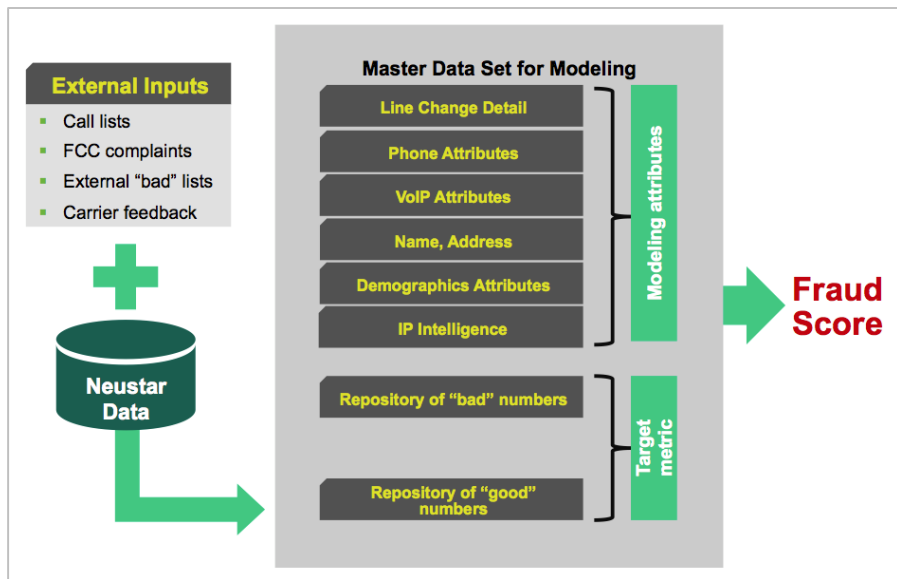 External Inputs
Call lists
FCC complaints
External “bad” lists
Carrier feedback
Neustar
Data
Master Data Set for Modeling
Line Change Detail
Phone Attributes
VoIP Attributes
Name, Address
Demographics Attributes
IP Intelligence
Modeling attributes
Repository of “bad” numbers
Repository of “good”
numbers
Target
metric
Fraud
Score